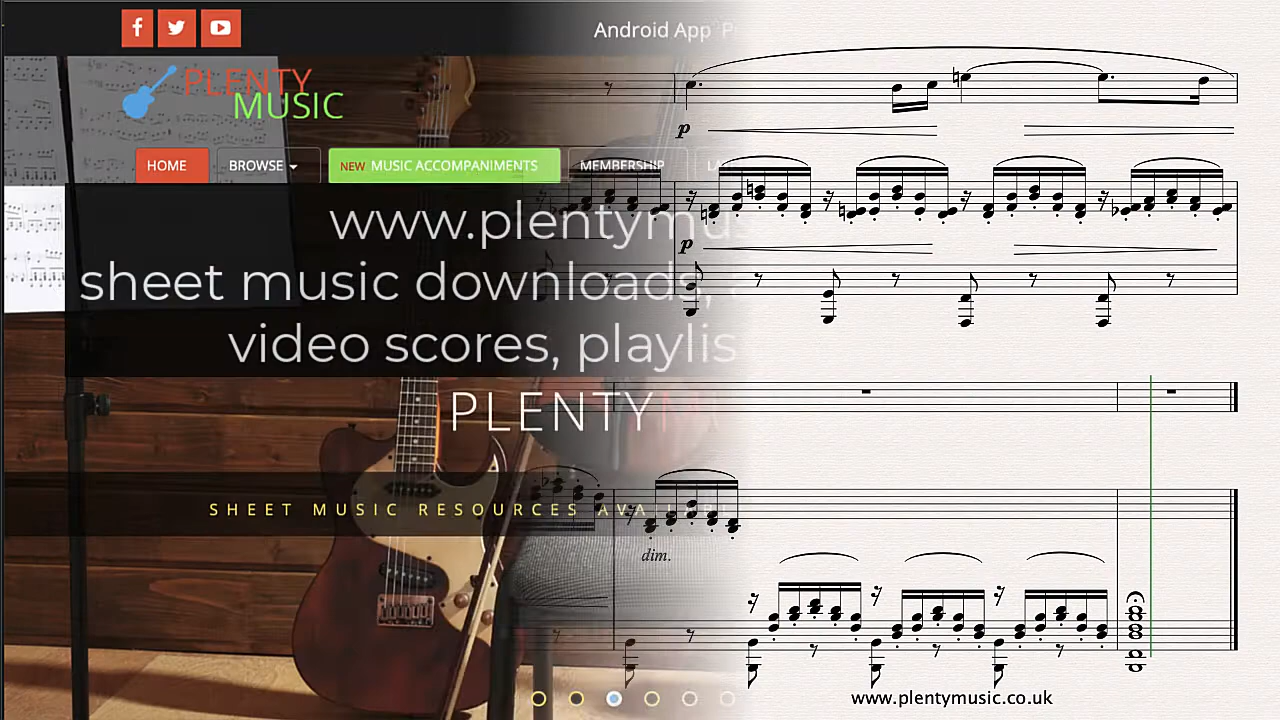 Android App
PLENTY
MUSIC
HOME
BROWSE
NEW MUSIC ACCOMPANIMENTS
MEMBERSHIP
www.plentymus
sheet music downloads,
video scores, playlis
PLENTY
SHEET MUSIC RESOURCES AVA
p
p
dim.
www.plentymusic.co.uk